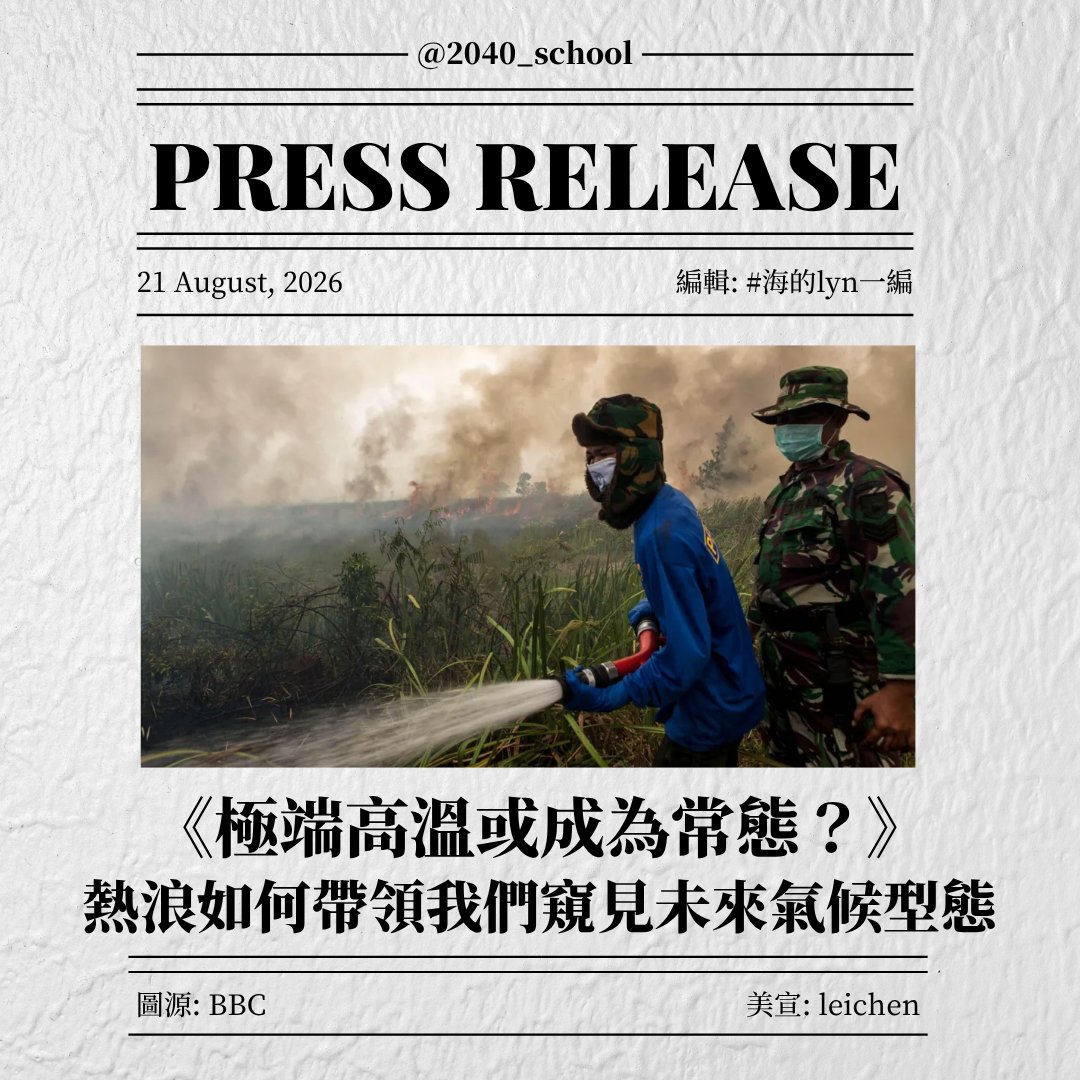 @2040_school
PRESS RELEASE
21 August, 2026
編輯: #海的lyn一編
《極端高溫或成為常態？》
熱浪如何帶領我們窺見未來氣候型態
圖源: BBC
美宣: leichen